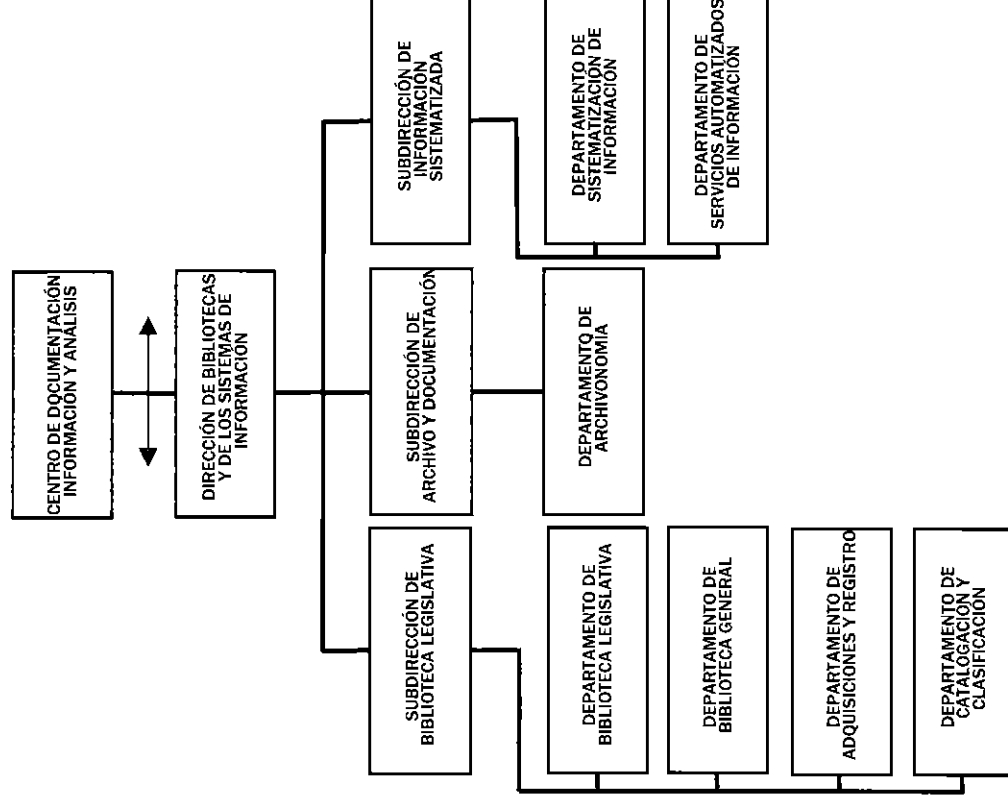 CENTRO DE DOCUMENTACIÓN
INFORMACIÓN Y ANÁLISIS
DIRECCIÓN DE BIBLIOTECAS
Y DE LOS SISTEMAS DE
INFORMACIÓN
SUBDIRECCIÓN DE
BIBLIOTECA LEGISLATIVA
SUBDIRECCIÓN DE
ARCHIVO Y DOCUMENTACIÓN
SUBDIRECCIÓN DE
INFORMACIÓN
SISTEMATIZADA
DEPARTAMENTO DE
BIBLIOTECA LEGISLATIVA
DEPARTAMENTO DE
BIBLIOTECA GENERAL
DEPARTAMENTO DE
ADQUISICIONES Y REGISTRO
DEPARTAMENTO DE
CATALOGACIÓN Y
CLASIFICACIÓN
DEPARTAMENTO DE
ARCHIVONOMÍA
DEPARTAMENTO DE
SISTEMATIZACIÓN DE
INFORMACIÓN
DEPARTAMENTO DE
SERVICIOS AUTOMATIZADOS
DE INFORMACIÓN